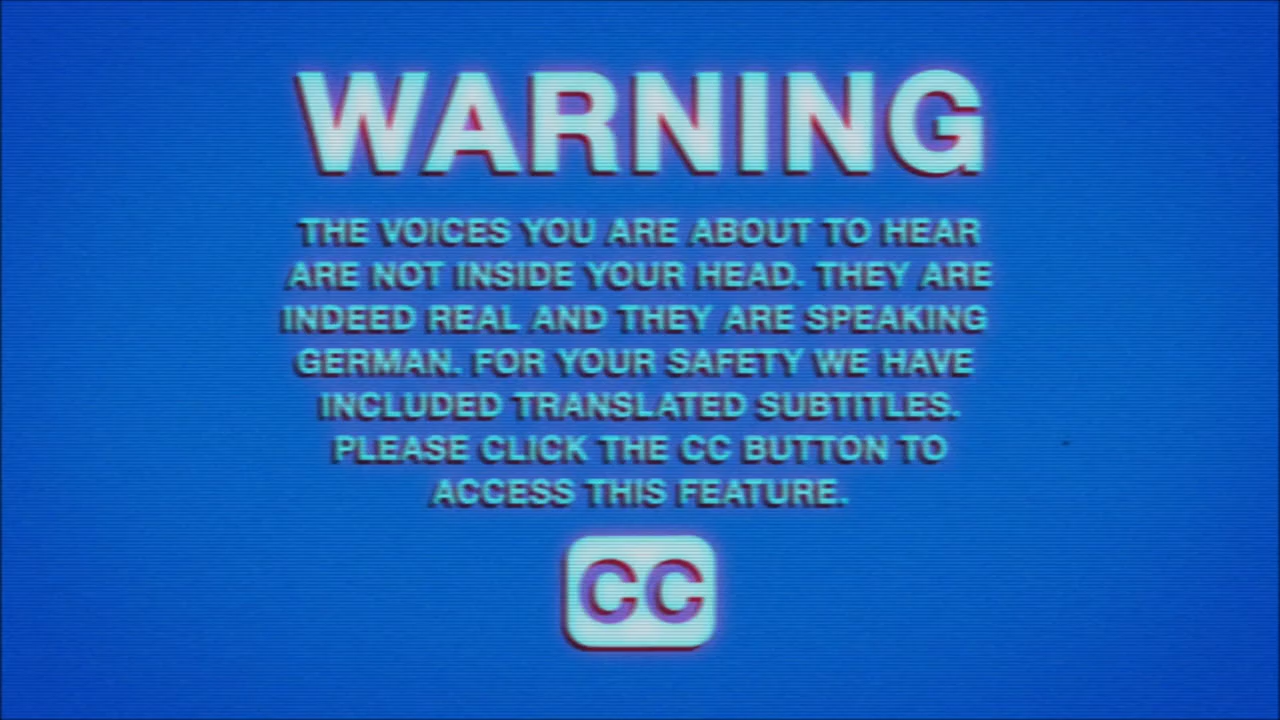 WARNING
THE VOICES YOU ARE ABOUT TO HEAR
ARE NOT INSIDE YOUR HEAD. THEY ARE
INDEED REAL AND THEY ARE SPEAKING
GERMAN. FOR YOUR SAFETY WE HAVE
INCLUDED TRANSLATED SUBTITLES.
PLEASE CLICK THE CC BUTTON TO
ACCESS THIS FEATURE.
CC